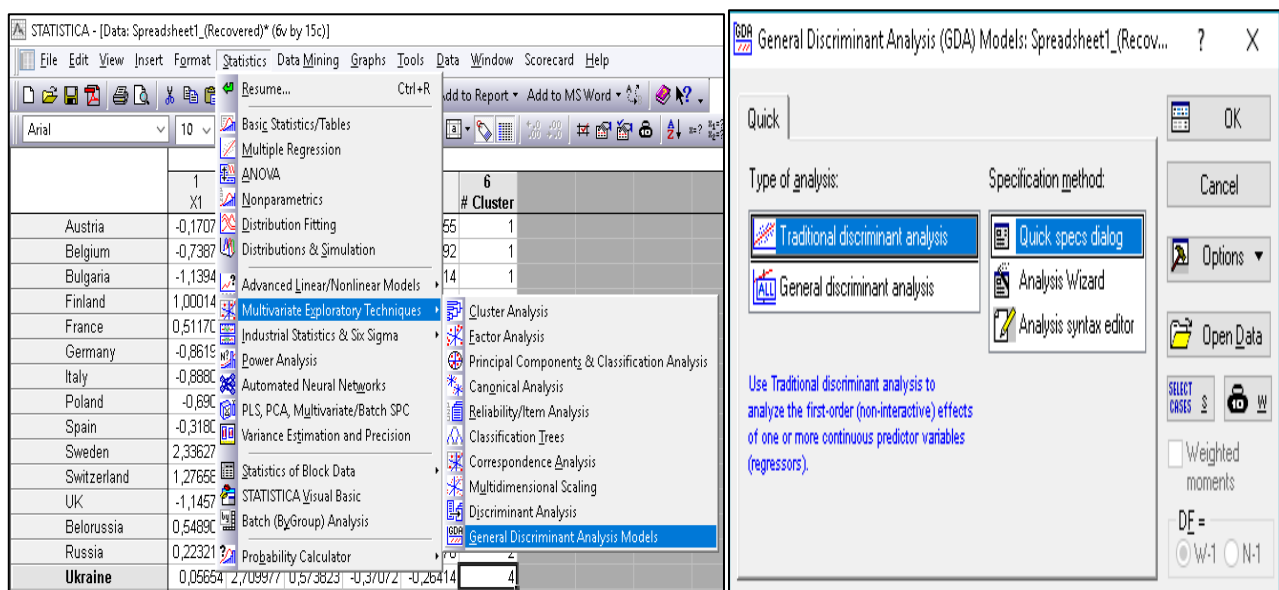 STATISTICA - [Data: Spreadsheet1_(Recovered)* (6v by 15c)]
File Edit View Insert Format Statistics Data Mining Graphs Tools Data Window Scorecard Help
Add to Report Add to MS Word
Arial 10
Resume... Ctrl+R
Basic Statistics/Tables
Multiple Regression
ANOVA
Nonparametrics
Distribution Fitting
Distributions & Simulation
Advanced Linear/Nonlinear Models
Multivariate Exploratory Techniques
Industrial Statistics & Six Sigma
Power Analysis
Automated Neural Networks
PLS, PCA, Multivariate/Batch SPC
Variance Estimation and Precision
Statistics of Block Data
STATISTICA Visual Basic
Batch (ByGroup) Analysis
Probability Calculator
Cluster Analysis
Factor Analysis
Principal Components & Classification Analysis
Canonical Analysis
Reliability/Item Analysis
Classification Trees
Correspondence Analysis
Multidimensional Scaling
Discriminant Analysis
General Discriminant Analysis Models
1 6
X1 # Cluster
Austria -0,1707 55 1
Belgium -0,7387 92 1
Bulgaria -1,1394 14 1
Finland 1,00014
France 0,5117
Germany -0,8619
Italy -0,888
Poland -0,690
Spain -0,318
Sweden 2,33627
Switzerland 1,27656
UK -1,1457
Belorussia 0,5489
Russia 0,22321 2
Ukraine 0,05654 2,709977 0,573823 -0,37072 -0,26414 4
General Discriminant Analysis (GDA) Models: Spreadsheet1_(Recov... ? X
Quick
OK
Type of analysis: Specification method:
Cancel
Traditional discriminant analysis Quick specs dialog
Options
General discriminant analysis Analysis Wizard
Analysis syntax editor
Open Data
Use Traditional discriminant analysis to
analyze the first-order (non-interactive) effects
of one or more continuous predictor variables
(regressors).
SELECT CASES S W
Weighted
moments
DF =
W-1 N-1